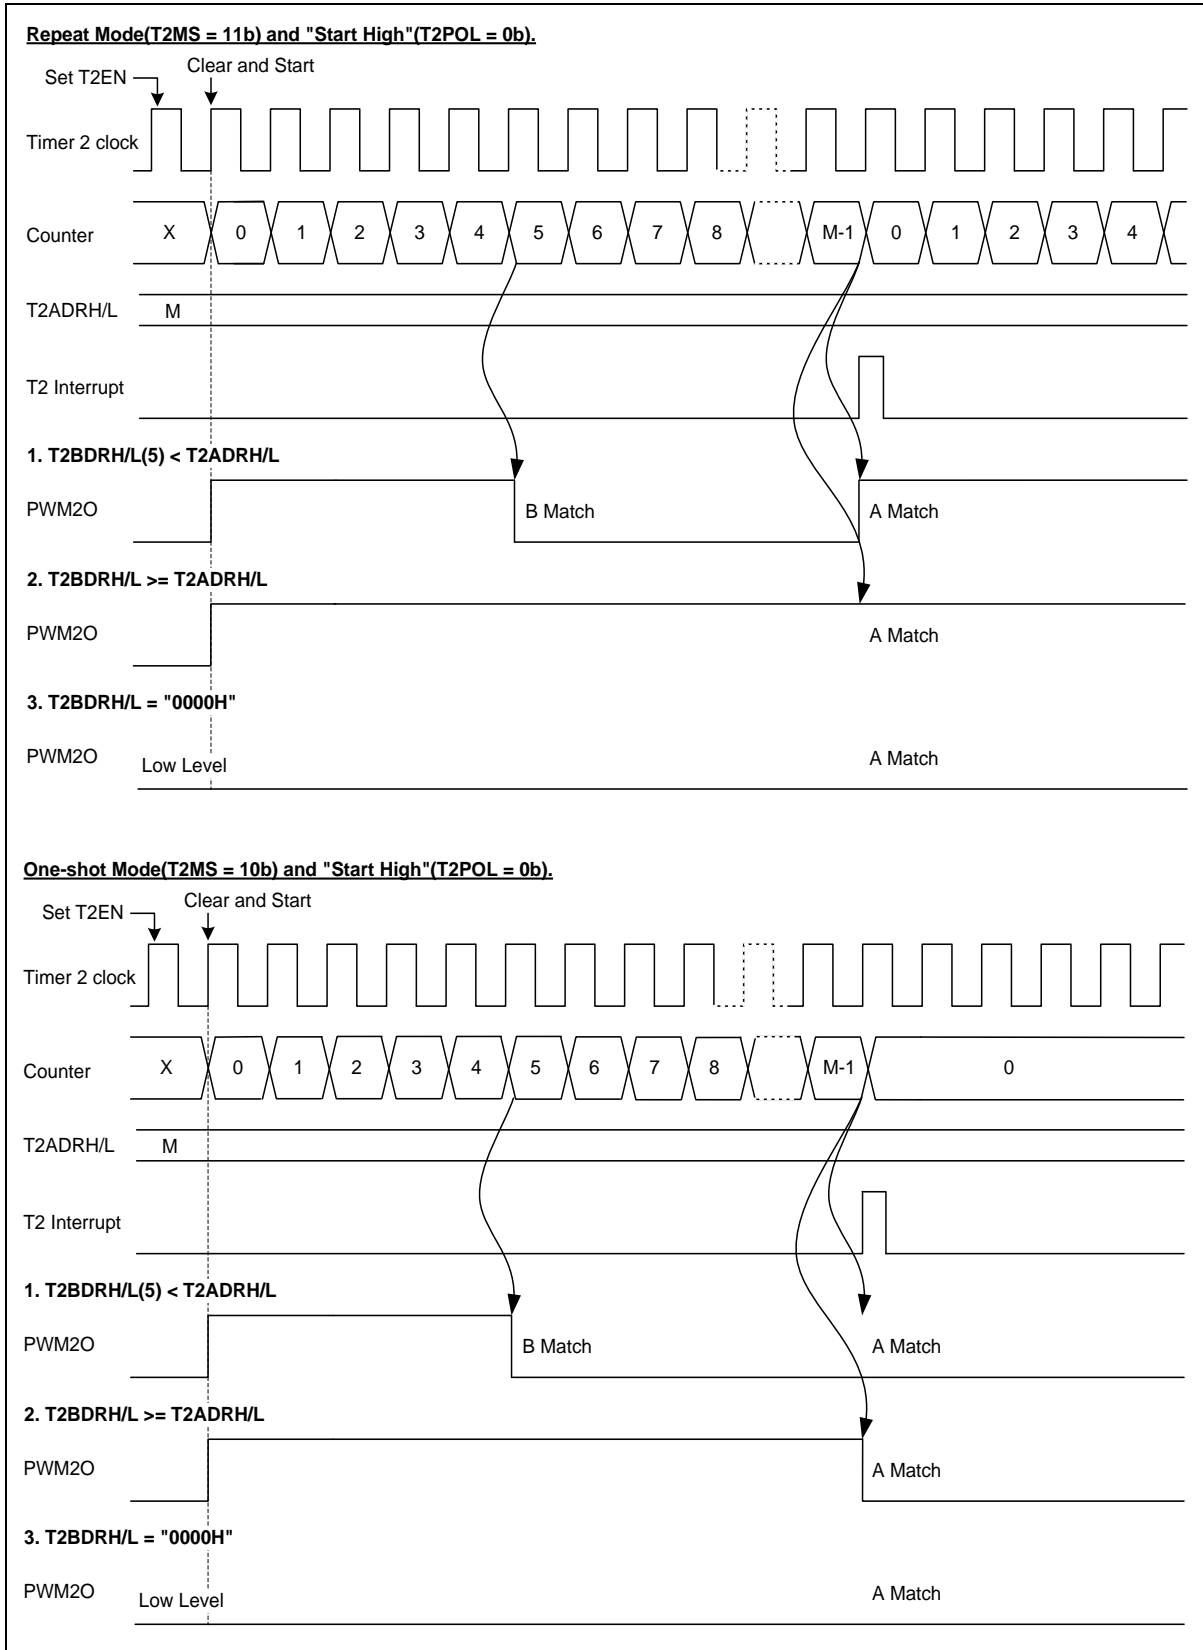 Repeat Mode(T2MS = 11b) and "Start High"(T2POL = 0b).
Set T2EN
Clear and Start
Timer 2 clock
Counter X 0 1 2 3 4 5 6 7 8 M-1 0 1 2 3 4
T2ADRH/L M
T2 Interrupt
1. T2BDRH/L(5) < T2ADRH/L
PWM2O B Match A Match
2. T2BDRH/L >= T2ADRH/L
PWM2O A Match
3. T2BDRH/L = "0000H"
PWM2O Low Level A Match
One-shot Mode(T2MS = 10b) and "Start High"(T2POL = 0b).
Set T2EN
Clear and Start
Timer 2 clock
Counter X 0 1 2 3 4 5 6 7 8 M-1 0
T2ADRH/L M
T2 Interrupt
1. T2BDRH/L(5) < T2ADRH/L
PWM2O B Match A Match
2. T2BDRH/L >= T2ADRH/L
PWM2O A Match
3. T2BDRH/L = "0000H"
PWM2O Low Level A Match